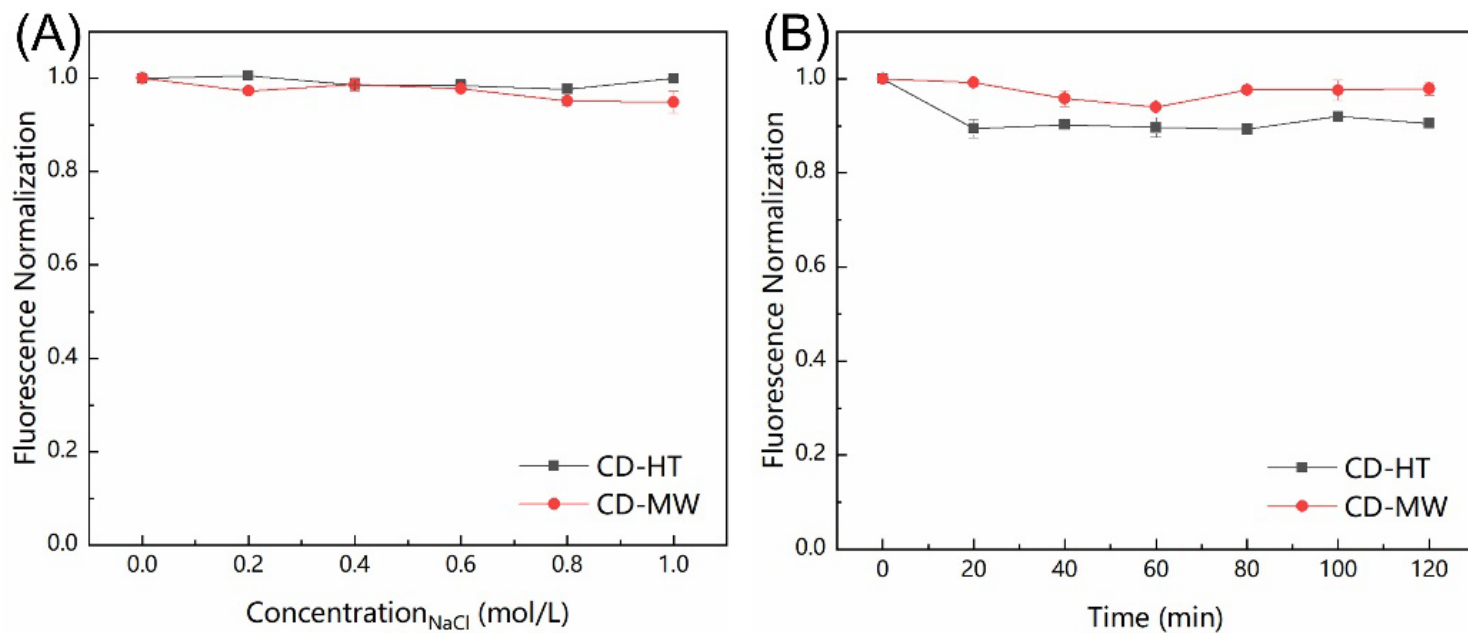 (A)
Fluorescence Normalization
1.0
0.8
0.6
0.4
0.2
0.0
CD-HT
CD-MW
0.0 0.2 0.4 0.6 0.8 1.0
Concentration_NaCl (mol/L)
(B)
Fluorescence Normalization
1.0
0.8
0.6
0.4
0.2
0.0
CD-HT
CD-MW
0 20 40 60 80 100 120
Time (min)